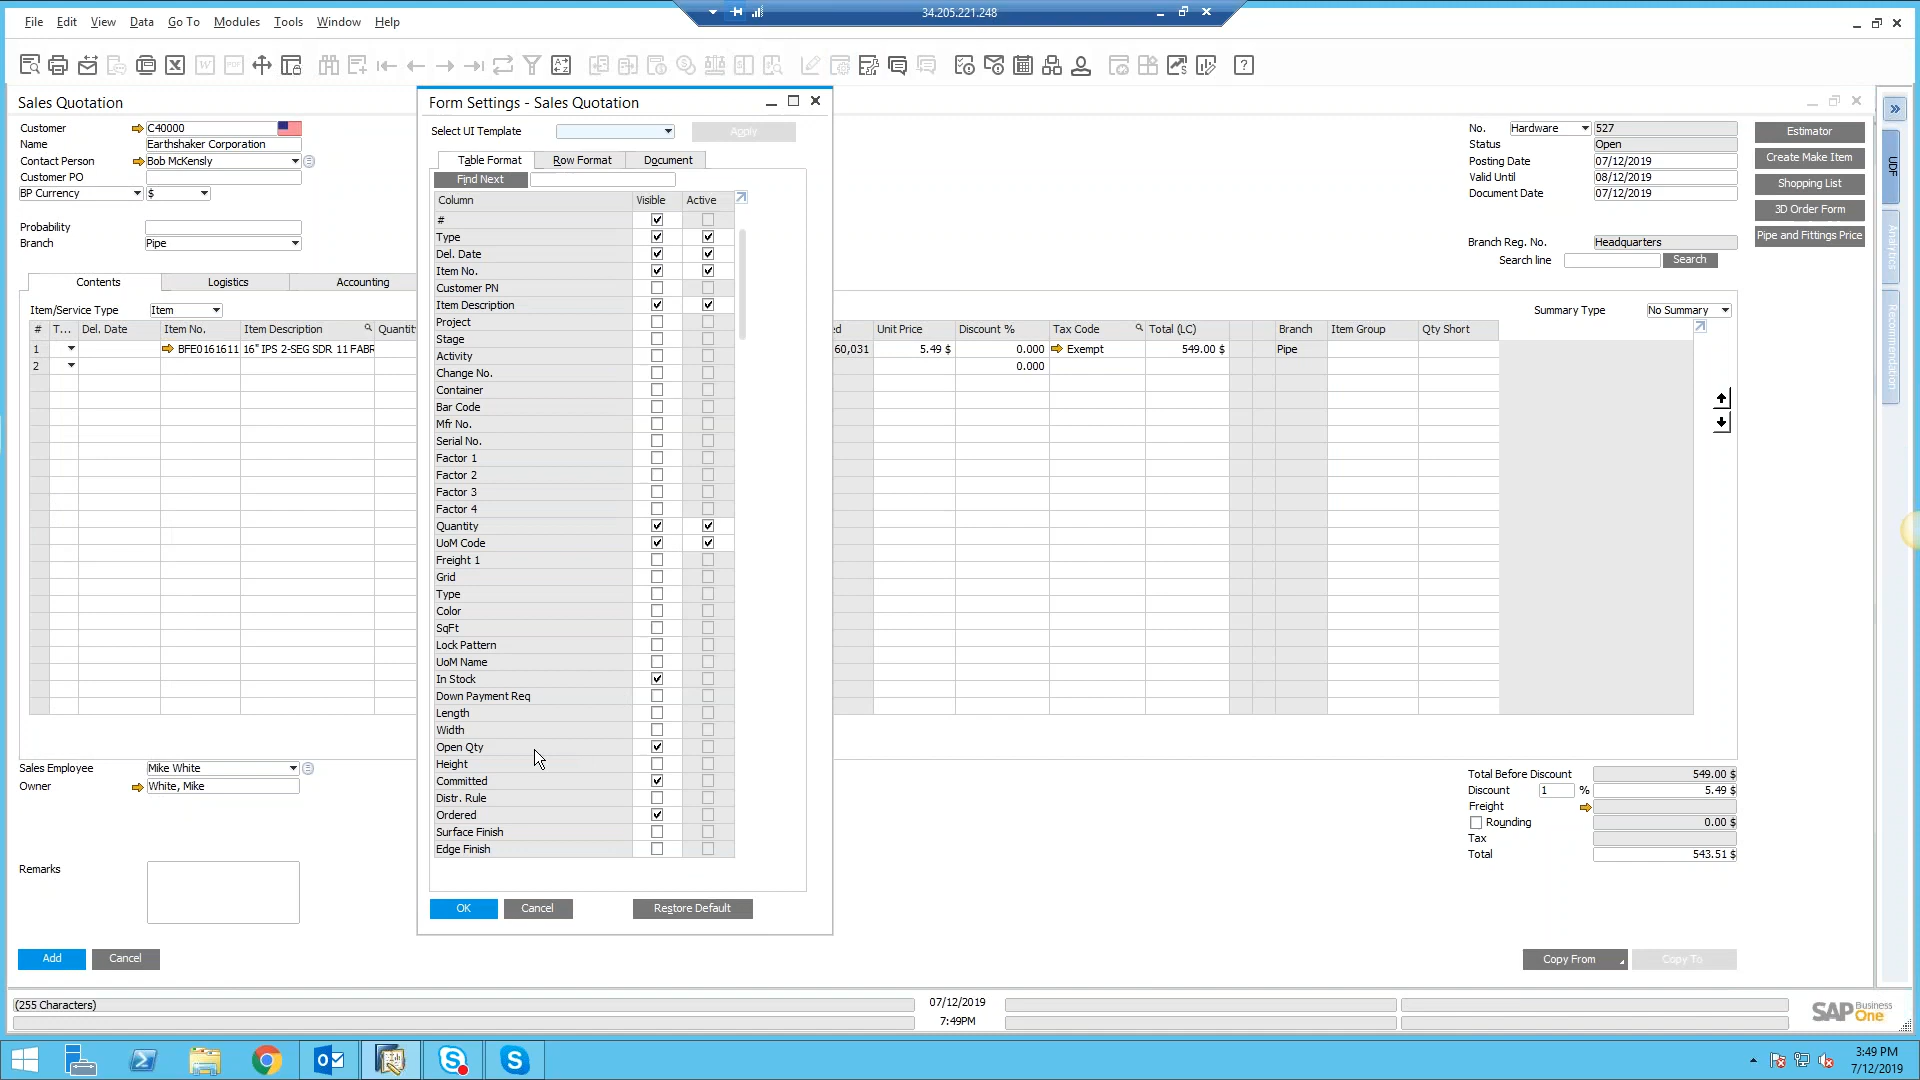 34.205.221.248
File Edit View Data Go To Modules Tools Window Help
Sales Quotation
Customer C40000
Name Earthshaker Corporation
Contact Person Bob McKensly
Customer PO
BP Currency $
Probability
Branch Pipe
Contents Logistics Accounting
Item/Service Type Item
# T... Del. Date Item No. Item Description Quantit
1 BFE0161611 16" IPS 2-SEG SDR 11 FABR
2
Sales Employee Mike White
Owner White, Mike
Remarks
Add Cancel
Form Settings - Sales Quotation
Select UI Template Apply
Table Format Row Format Document
Find Next
Column Visible Active
#
Type
Del. Date
Item No.
Customer PN
Item Description
Project
Stage
Activity
Change No.
Container
Bar Code
Mfr No.
Serial No.
Factor 1
Factor 2
Factor 3
Factor 4
Quantity
UoM Code
Freight 1
Grid
Type
Color
SqFt
Lock Pattern
UoM Name
In Stock
Down Payment Req
Length
Width
Open Qty
Height
Committed
Distr. Rule
Ordered
Surface Finish
Edge Finish
OK Cancel Restore Default
No. Hardware 527
Status Open
Posting Date 07/12/2019
Valid Until 08/12/2019
Document Date 07/12/2019
Branch Reg. No. Headquarters
Search line Search
Summary Type No Summary
ed Unit Price Discount % Tax Code Total (LC) Branch Item Group Qty Short
60,031 5.49 $ 0.000 Exempt 549.00 $ Pipe
0.000
Total Before Discount 549.00 $
Discount 1 % 5.49 $
Freight
Rounding 0.00 $
Tax
Total 543.51 $
Copy From Copy To
Estimator
Create Make Item
Shopping List
3D Order Form
Pipe and Fittings Price
UDF
Analytics
Recommendation
(255 Characters) 07/12/2019
7:49PM
SAP Business One
3:49 PM
7/12/2019